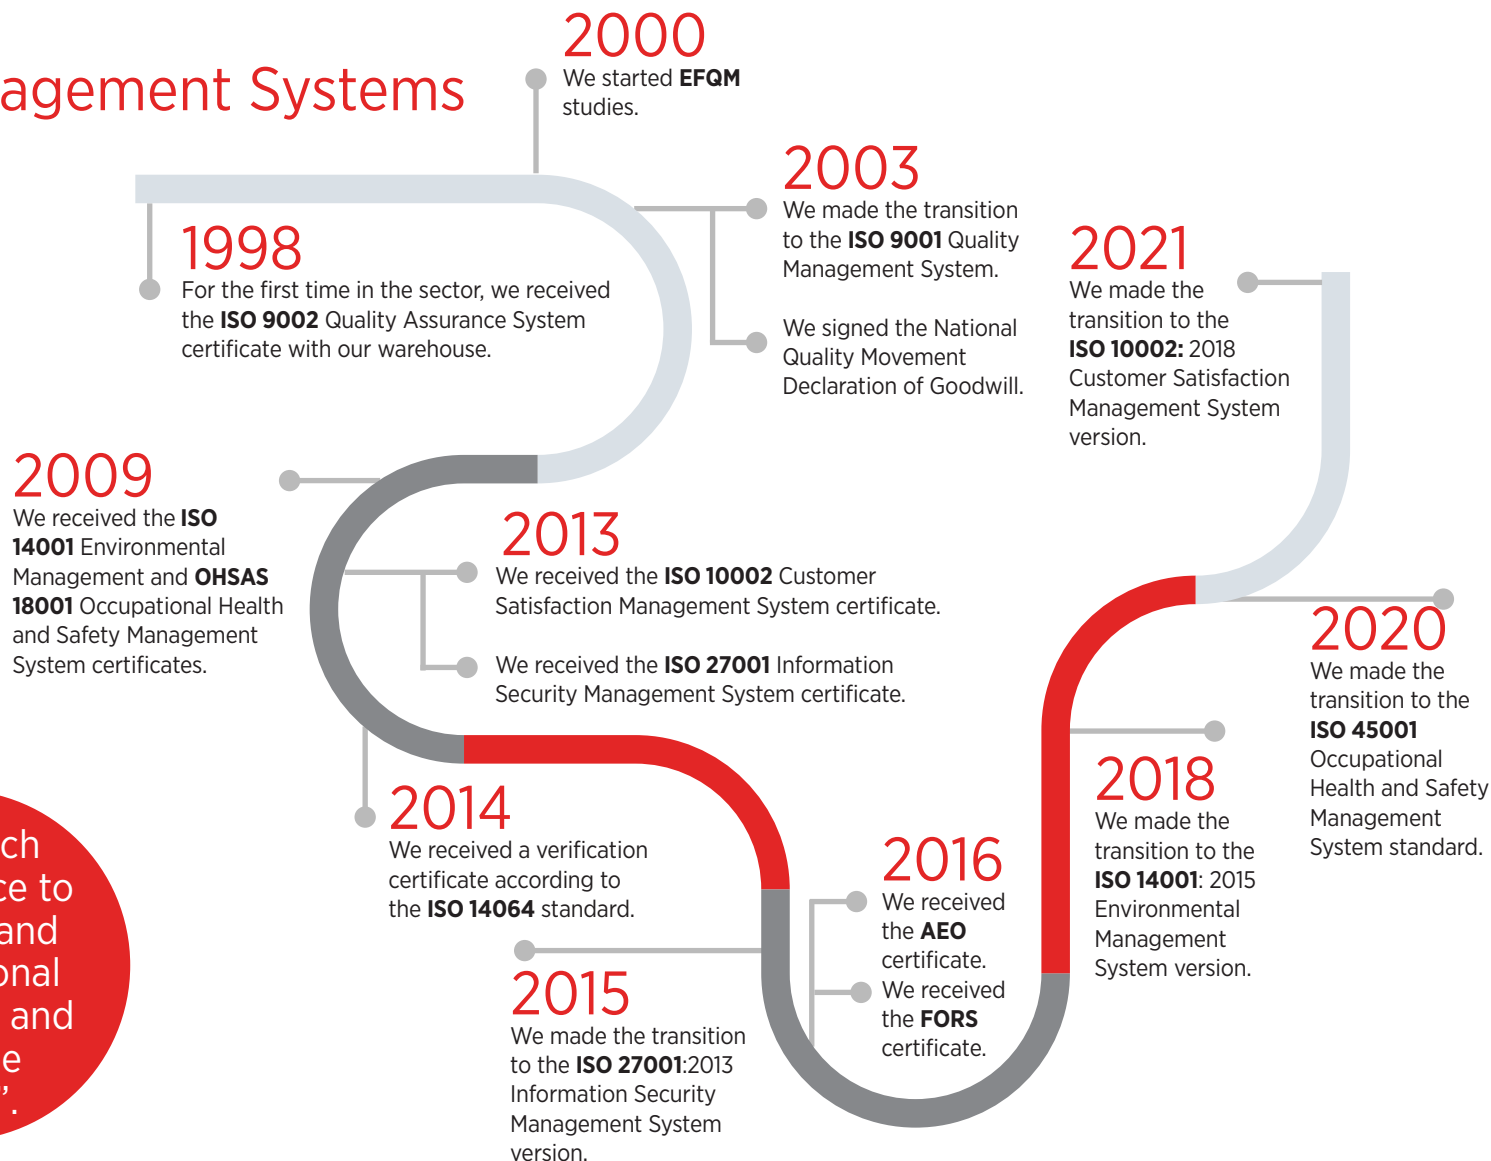 agement Systems
2000
We started EFQM
studies.
1998
For the first time in the sector, we received
the ISO 9002 Quality Assurance System
certificate with our warehouse.
2003
We made the transition
to the ISO 9001 Quality
Management System.
We signed the National
Quality Movement
Declaration of Goodwill.
2009
We received the ISO
14001 Environmental
Management and OHSAS
18001 Occupational Health
and Safety Management
System certificates.
2013
We received the ISO 10002 Customer
Satisfaction Management System certificate.
We received the ISO 27001 Information
Security Management System certificate.
2014
We received a verification
certificate according to
the ISO 14064 standard.
2015
We made the transition
to the ISO 27001:2013
Information Security
Management System
version.
2016
We received
the AEO
certificate.
We received
the FORS
certificate.
2018
We made the
transition to the
ISO 14001: 2015
Environmental
Management
System version.
2020
We made the
transition to the
ISO 45001
Occupational
Health and Safety
Management
System standard.
2021
We made the
transition to the
ISO 10002: 2018
Customer Satisfaction
Management System
version.
ch
ce to
and
onal
and
e
”.